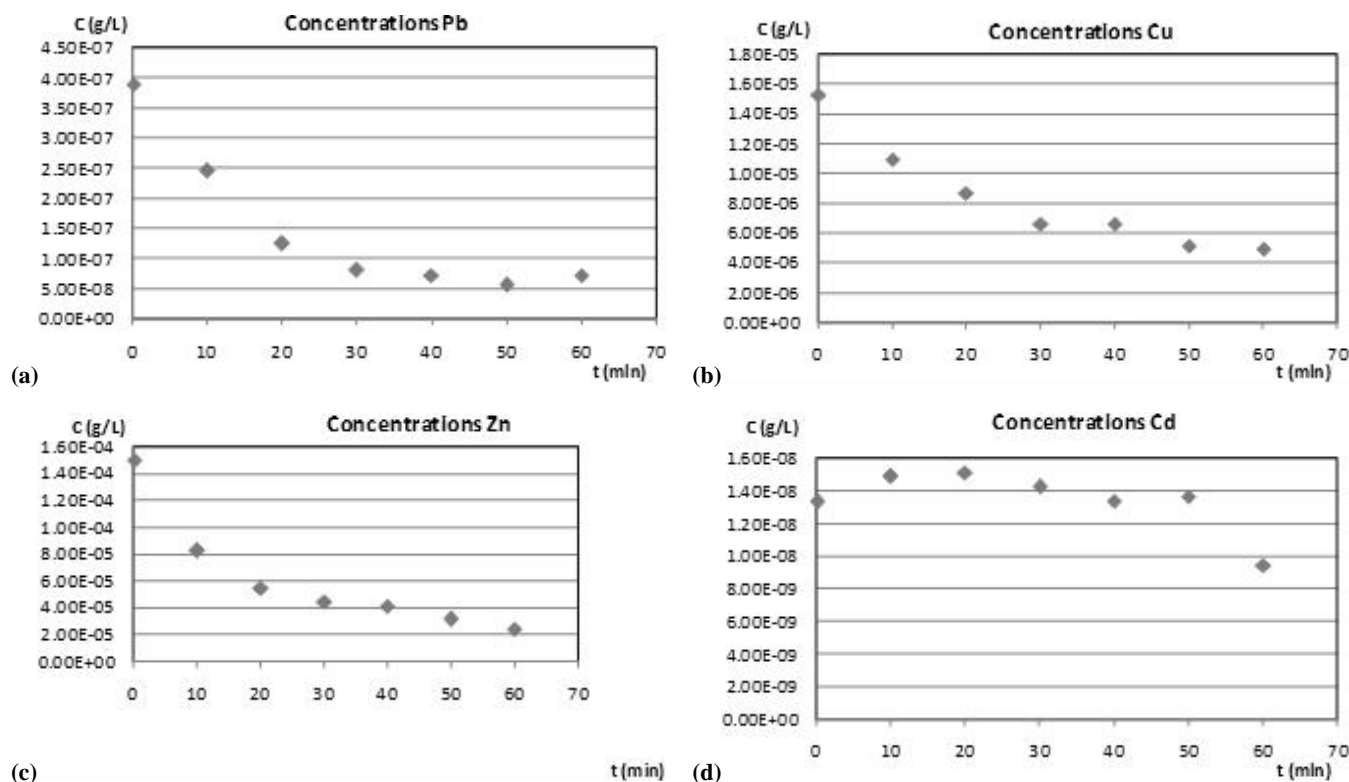 C (g/L) Concentrations Pb
4.50E-07
4.00E-07
3.50E-07
3.00E-07
2.50E-07
2.00E-07
1.50E-07
1.00E-07
5.00E-08
0.00E+00
0 10 20 30 40 50 60 70
t (min)
(a)
C (g/L) Concentrations Cu
1.80E-05
1.60E-05
1.40E-05
1.20E-05
1.00E-05
8.00E-06
6.00E-06
4.00E-06
2.00E-06
0.00E+00
0 10 20 30 40 50 60 70
t (min)
(b)
C (g/L) Concentrations Zn
1.60E-04
1.40E-04
1.20E-04
1.00E-04
8.00E-05
6.00E-05
4.00E-05
2.00E-05
0.00E+00
0 10 20 30 40 50 60 70
t (min)
(c)
C (g/L) Concentrations Cd
1.60E-08
1.40E-08
1.20E-08
1.00E-08
8.00E-09
6.00E-09
4.00E-09
2.00E-09
0.00E+00
0 10 20 30 40 50 60 70
t (min)
(d)